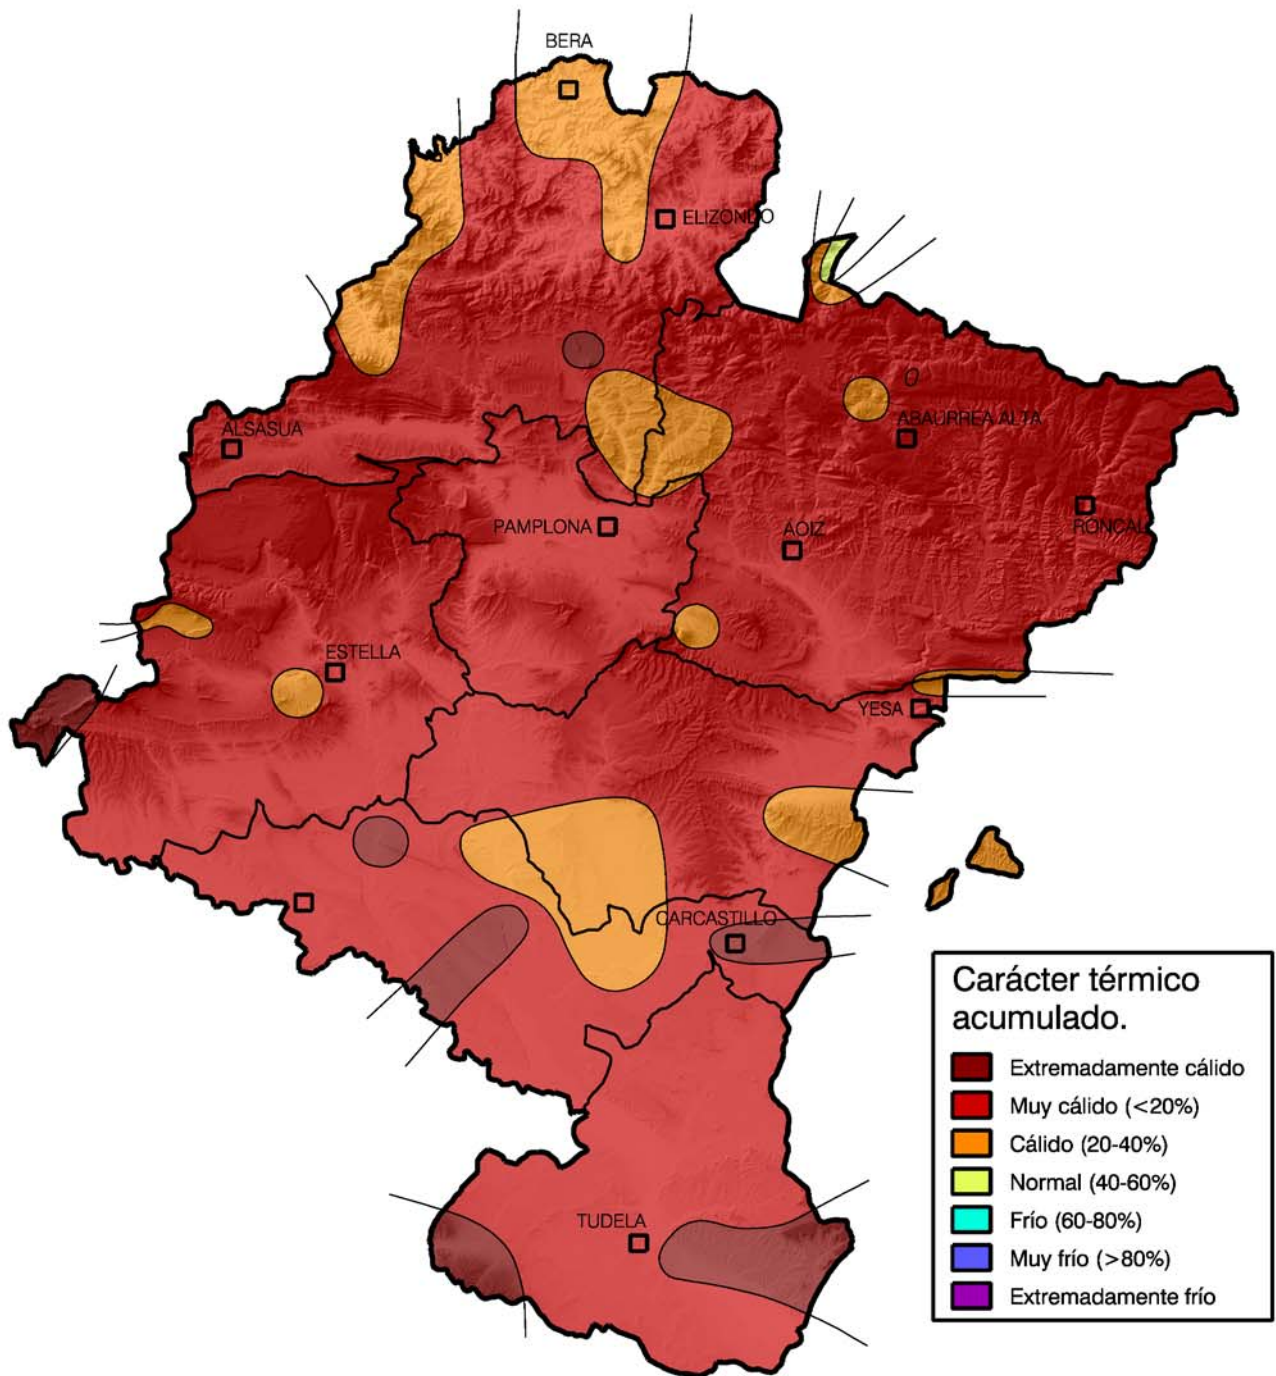 BERA
ELIZONDO
ABAURREA ALTA
ALSASUA
PAMPLONA
AOIZ
RONCAL
ESTELLA
YESA
CARCASTILLO
TUDELA
Carácter térmico
acumulado.
Extremadamente cálido
Muy cálido (<20%)
Cálido (20-40%)
Normal (40-60%)
Frío (60-80%)
Muy frío (>80%)
Extremadamente frío